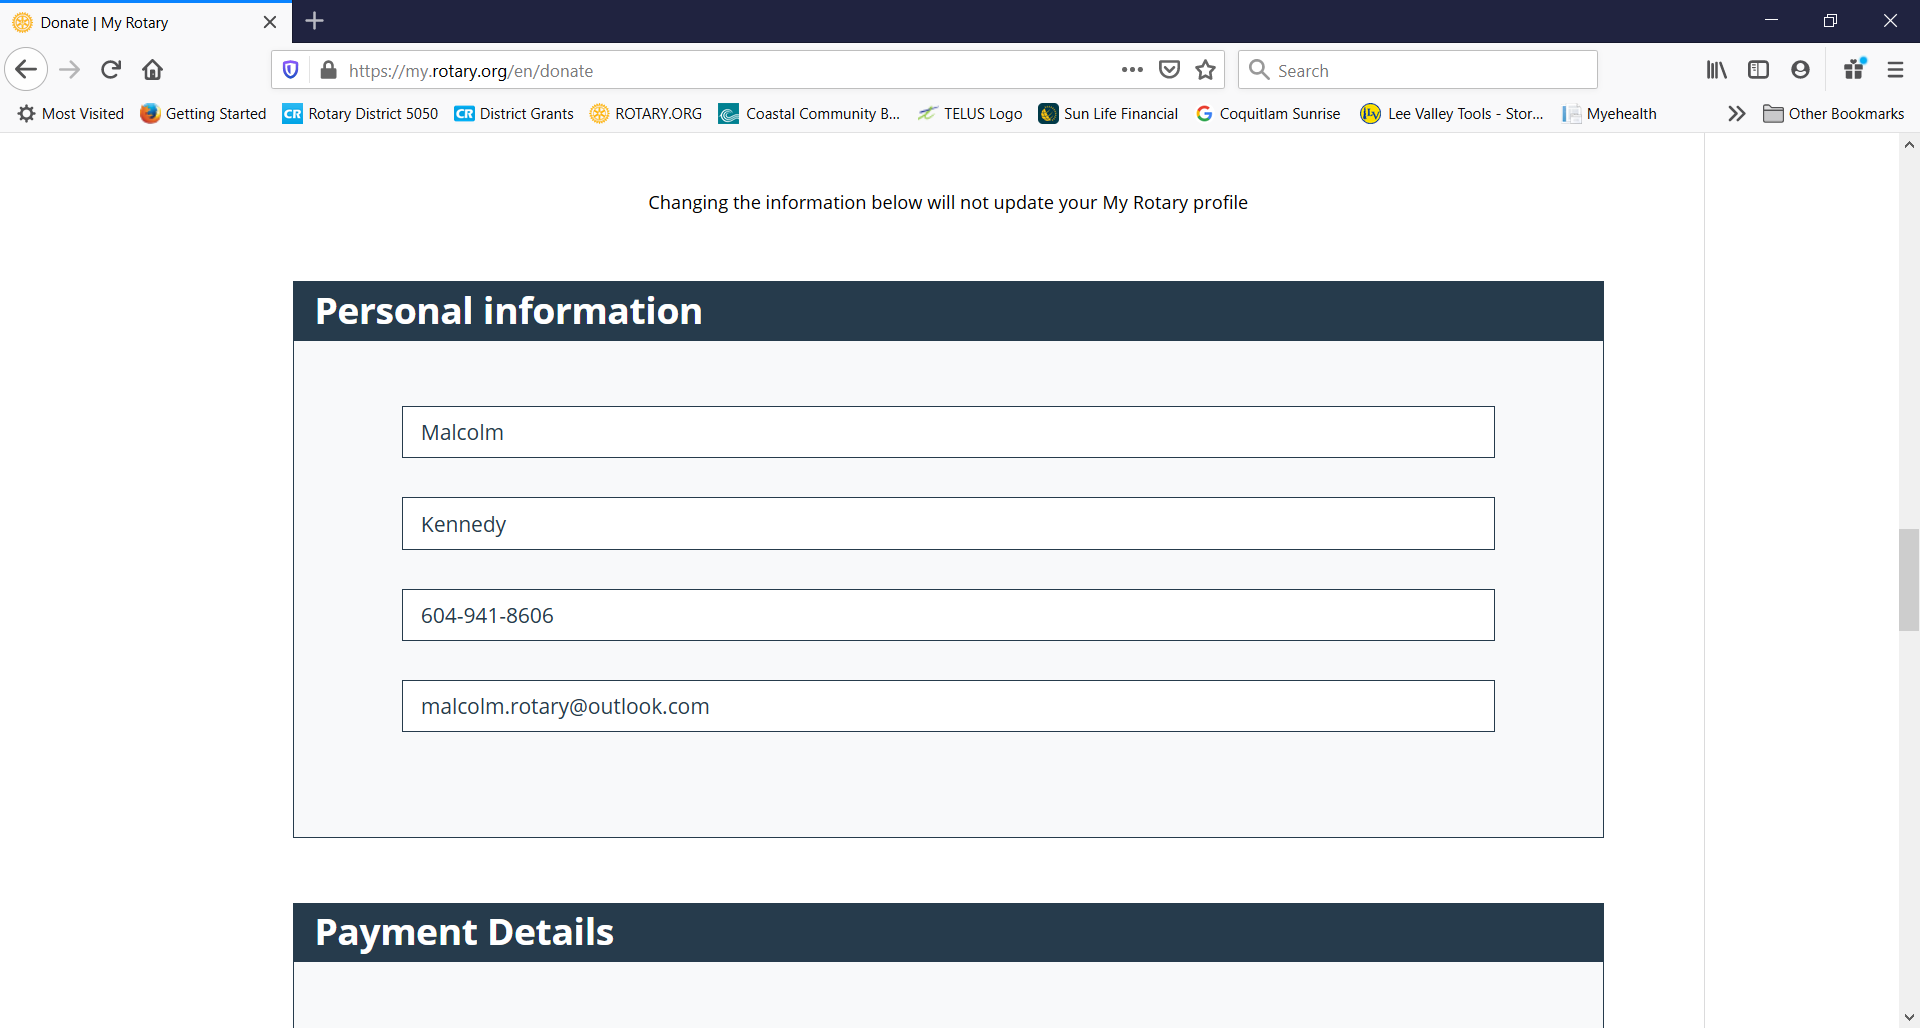 Donate | My Rotary
https://my.rotary.org/en/donate
Search
Most Visited
Getting Started
CR Rotary District 5050
CR District Grants
ROTARY.ORG
Coastal Community B...
TELUS Logo
Sun Life Financial
G Coquitlam Sunrise
LV Lee Valley Tools - Stor...
Myehealth
Other Bookmarks
Changing the information below will not update your My Rotary profile
Personal information
Malcolm
Kennedy
604-941-8606
malcolm.rotary@outlook.com
Payment Details